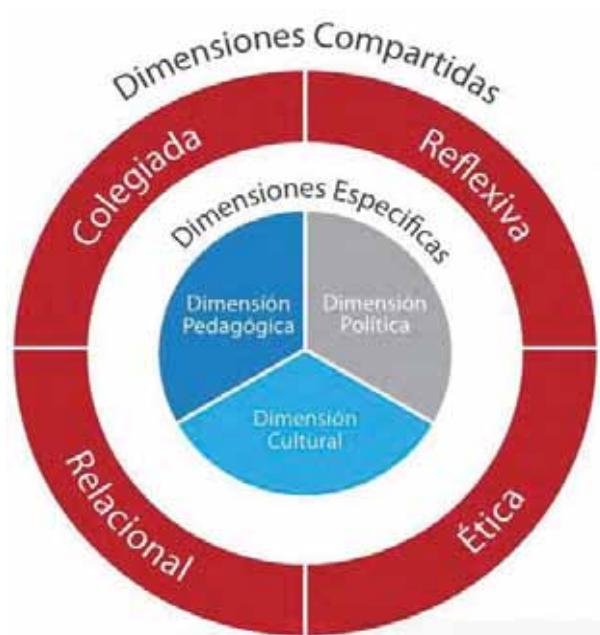 Dimensiones Compartidas
Colegiada
Reflexiva
Dimensiones Específicas
Dimensión
Pedagógica
Dimensión
Política
Dimensión
Cultural
Relacional
Ética